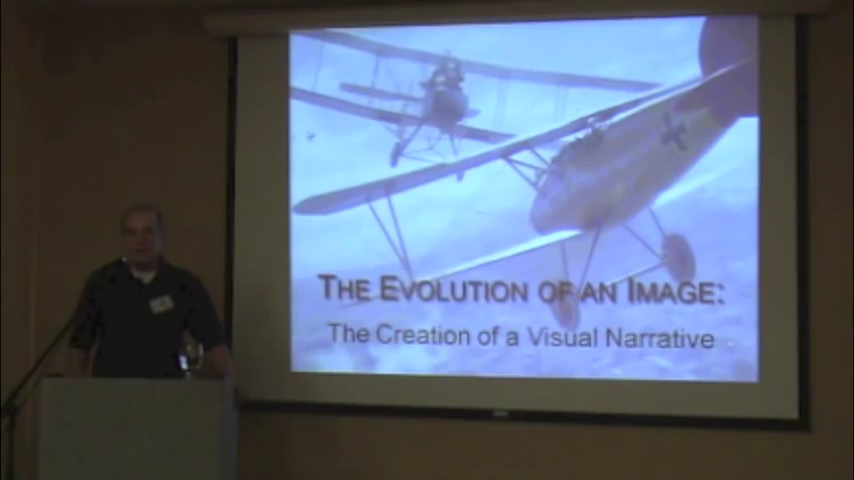 THE EVOLUTION OF AN IMAGE:
The Creation of a Visual Narrative